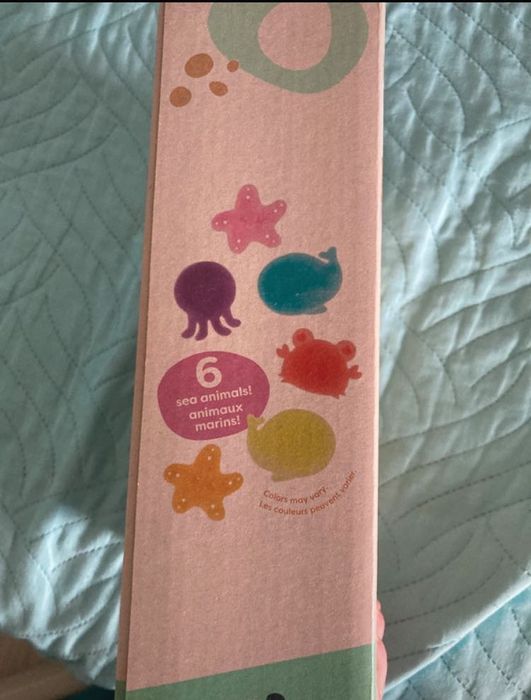 6
sea animals!
animaux
marins!
Colors may vary.
Les couleurs peuvent varier.